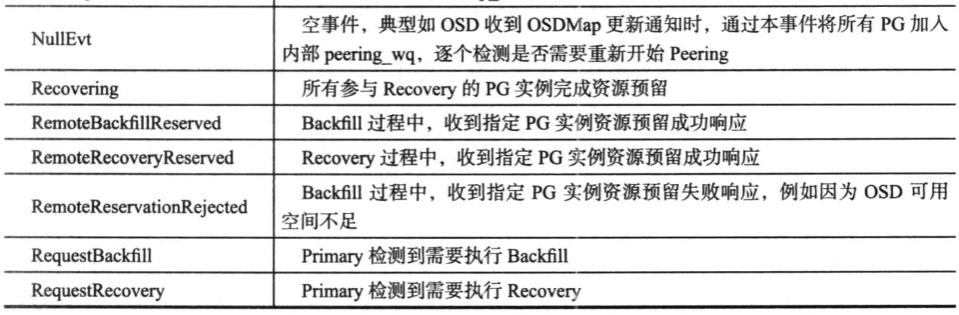 NullEvt
空事件，典型如 OSD 收到 OSDMap 更新通知时，通过本事件将所有 PG 加入
内部 peering_wq，逐个检测是否需要重新开始 Peering
Recovering
所有参与 Recovery 的 PG 实例完成资源预留
RemoteBackfillReserved
Backfill 过程中，收到指定 PG 实例资源预留成功响应
RemoteRecoveryReserved
Recovery 过程中，收到指定 PG 实例资源预留成功响应
RemoteReservationRejected
Backfill 过程中，收到指定 PG 实例资源预留失败响应，例如因为 OSD 可用
空间不足
RequestBackfill
Primary 检测到需要执行 Backfill
RequestRecovery
Primary 检测到需要执行 Recovery